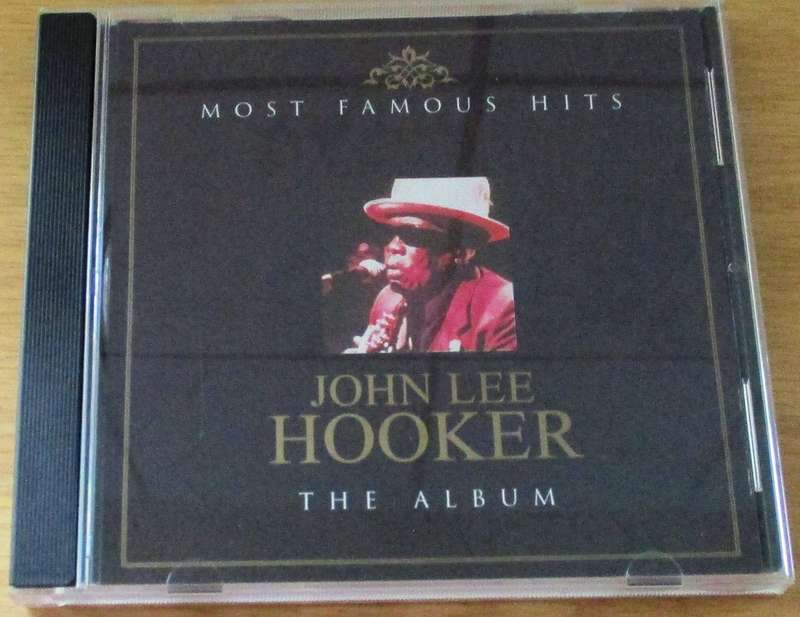 MOST FAMOUS HITS
JOHN LEE
HOOKER
THE ALBUM